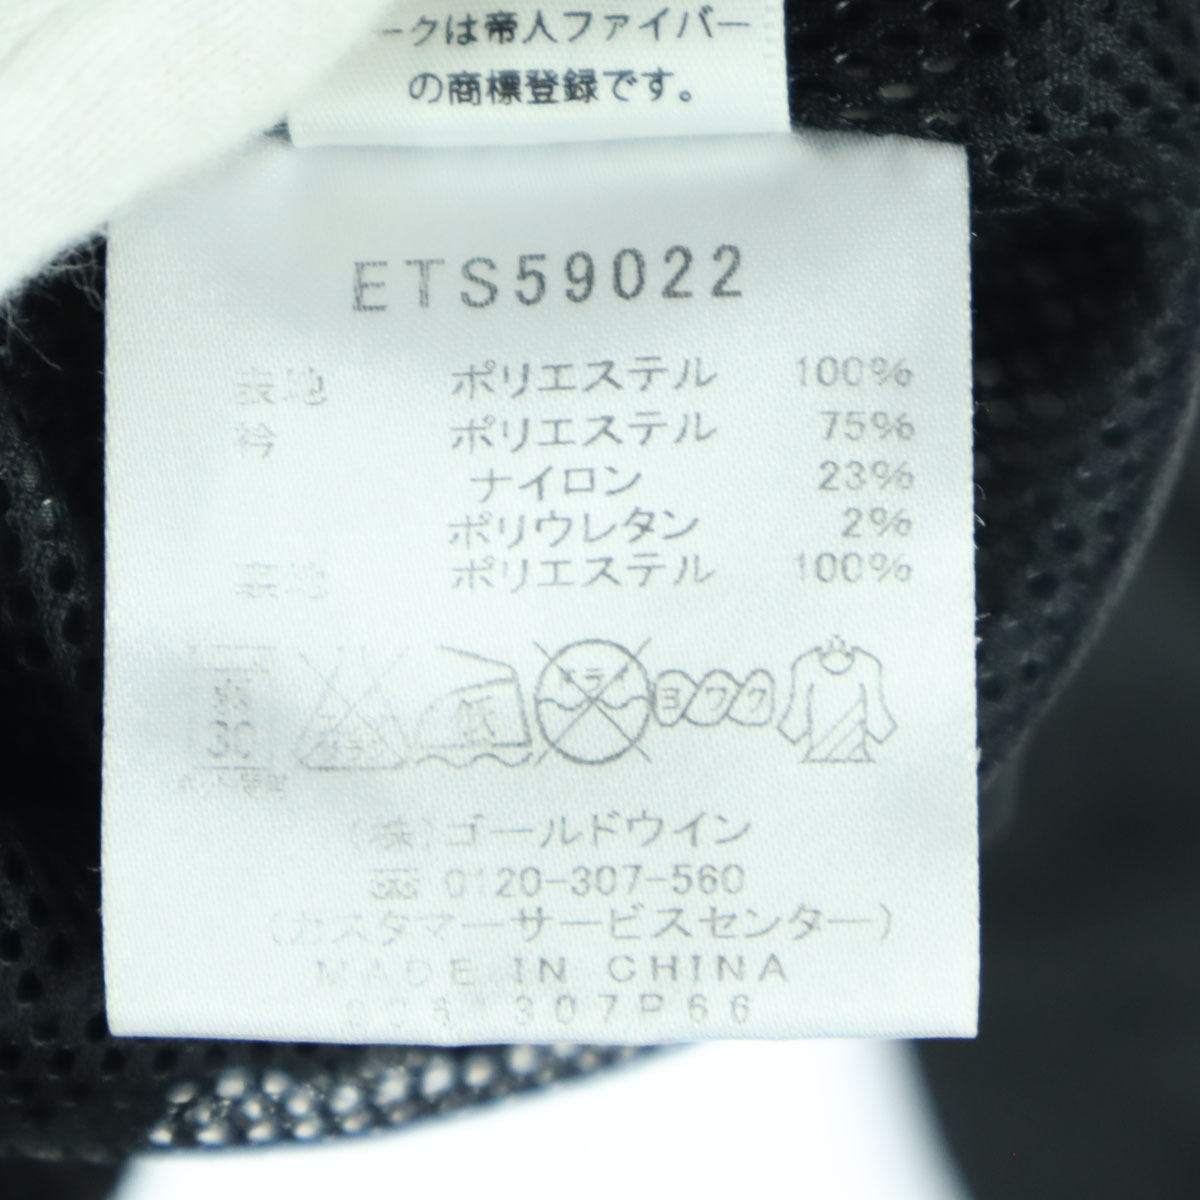 ークは帝人ファイバー
の商標登録です。
ETS59022
表地 ポリエステル 100%
衿 ポリエステル 75%
ナイロン 23%
ポリウレタン 2%
表地 ポリエステル 100%
30 低 ドライ ヨワク
(株)ゴールドウイン
0120-307-560
(カスタマーサービスセンター)
MADE IN CHINA